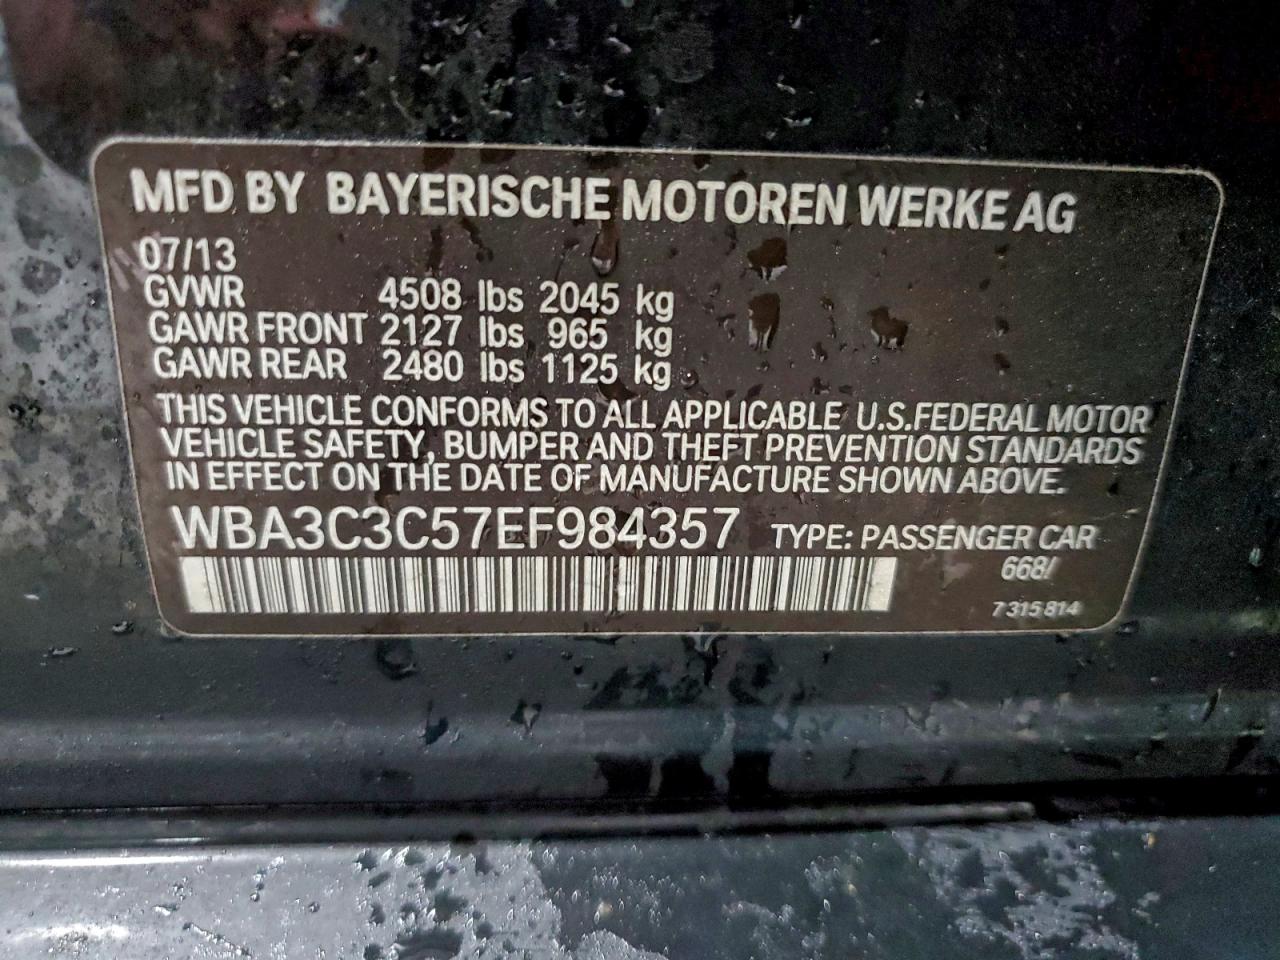 MFD BY BAYERISCHE MOTOREN WERKE AG
07/13
GVWR 4508 lbs 2045 kg
GAWR FRONT 2127 lbs 965 kg
GAWR REAR 2480 lbs 1125 kg
THIS VEHICLE CONFORMS TO ALL APPLICABLE U.S.FEDERAL MOTOR
VEHICLE SAFETY, BUMPER AND THEFT PREVENTION STANDARDS
IN EFFECT ON THE DATE OF MANUFACTURE SHOWN ABOVE.
WBA3C3C57EF984357 TYPE: PASSENGER CAR
668/
7 315 814